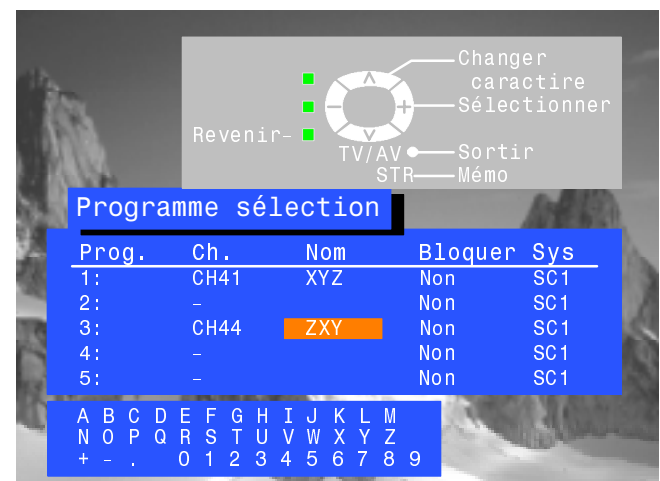 Changer
caractire
Sélectionner
Revenir
TV/AV Sortir
STR Mémo
Programme sélection
Prog. Ch. Nom Bloquer Sys
1: CH41 XYZ Non SC1
2: – Non SC1
3: CH44 ZXY Non SC1
4: – Non SC1
5: – Non SC1
A B C D E F G H I J K L M
N O P Q R S T U V W X Y Z
+ – . 0 1 2 3 4 5 6 7 8 9